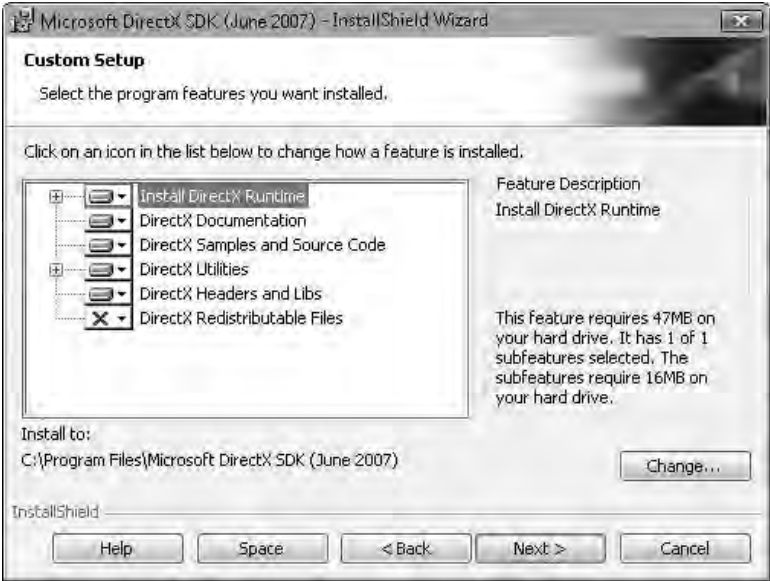 Microsoft DirectX SDK (June 2007) - InstallShield Wizard
Custom Setup
Select the program features you want installed.
Click on an icon in the list below to change how a feature is installed.
Install DirectX Runtime
DirectX Documentation
DirectX Samples and Source Code
DirectX Utilities
DirectX Headers and Libs
DirectX Redistributable Files
Feature Description
Install DirectX Runtime
This feature requires 47MB on
your hard drive. It has 1 of 1
subfeatures selected. The
subfeatures require 16MB on
your hard drive.
Install to:
C:\Program Files\Microsoft DirectX SDK (June 2007)
Change...
InstallShield
Help
Space
< Back
Next >
Cancel